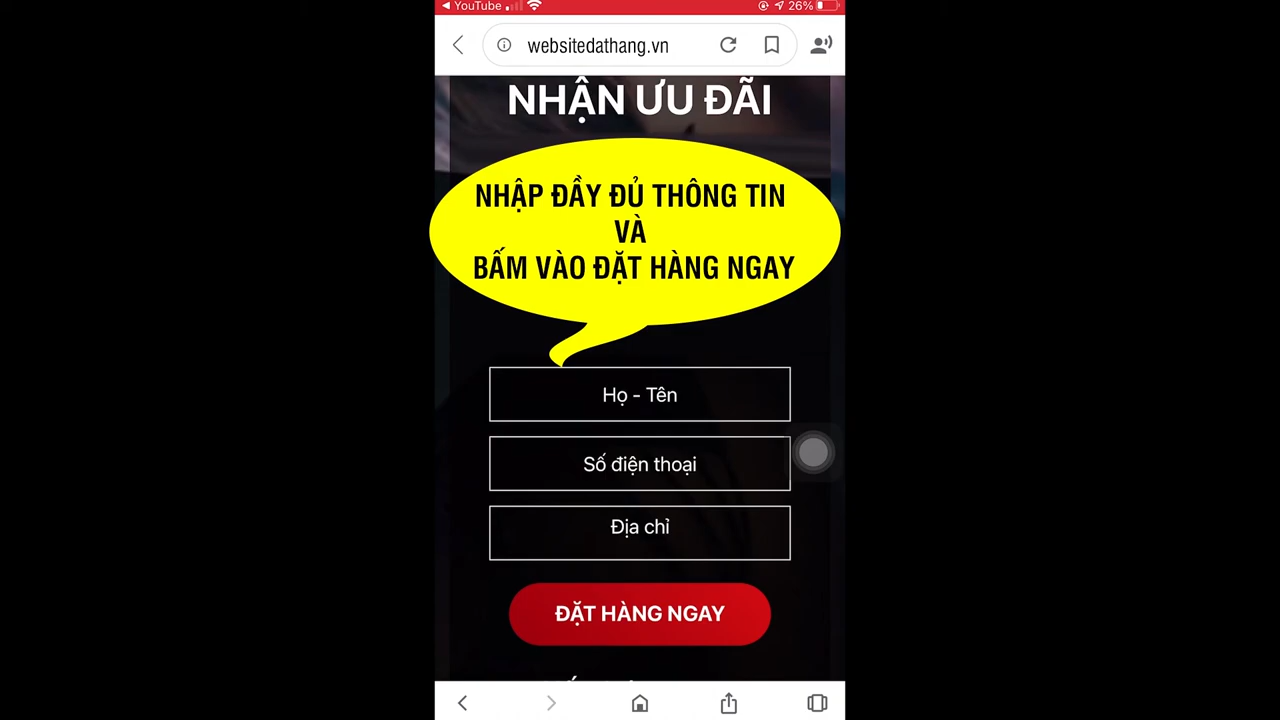 YouTube
26%
websitedathang.vn
NHẬN ƯU ĐÃI
NHẬP ĐẦY ĐỦ THÔNG TIN
VÀ
BẤM VÀO ĐẶT HÀNG NGAY
Họ - Tên
Số điện thoại
Địa chỉ
ĐẶT HÀNG NGAY